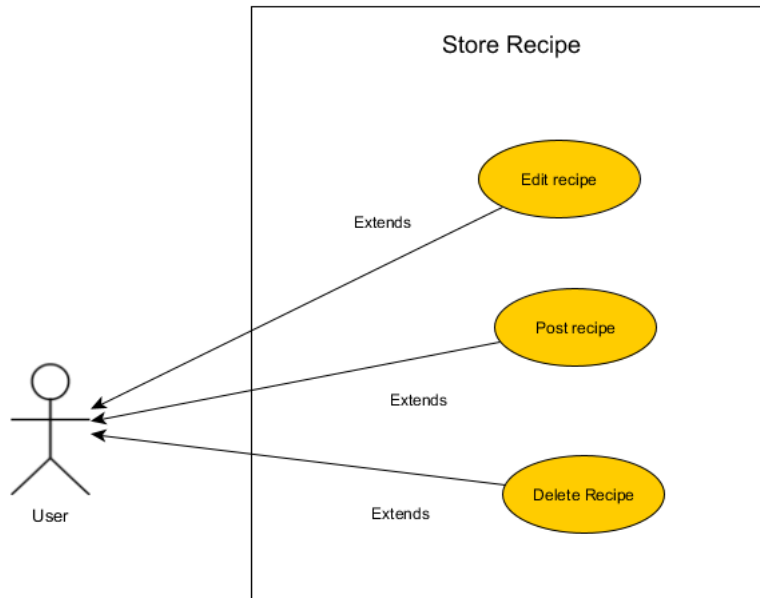 Store Recipe
Edit recipe
Extends
Post recipe
Extends
Delete Recipe
Extends
User